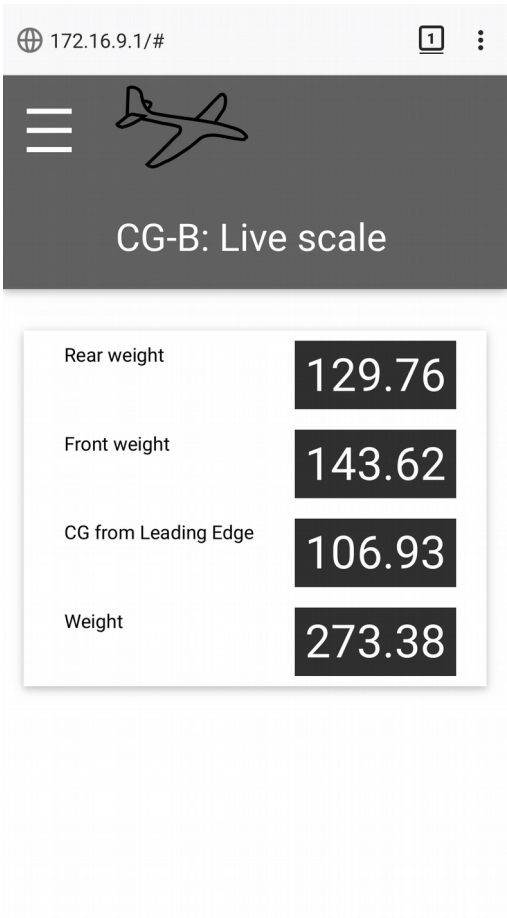 172.16.9.1/#
1
CG-B: Live scale
Rear weight
129.76
Front weight
143.62
CG from Leading Edge
106.93
Weight
273.38